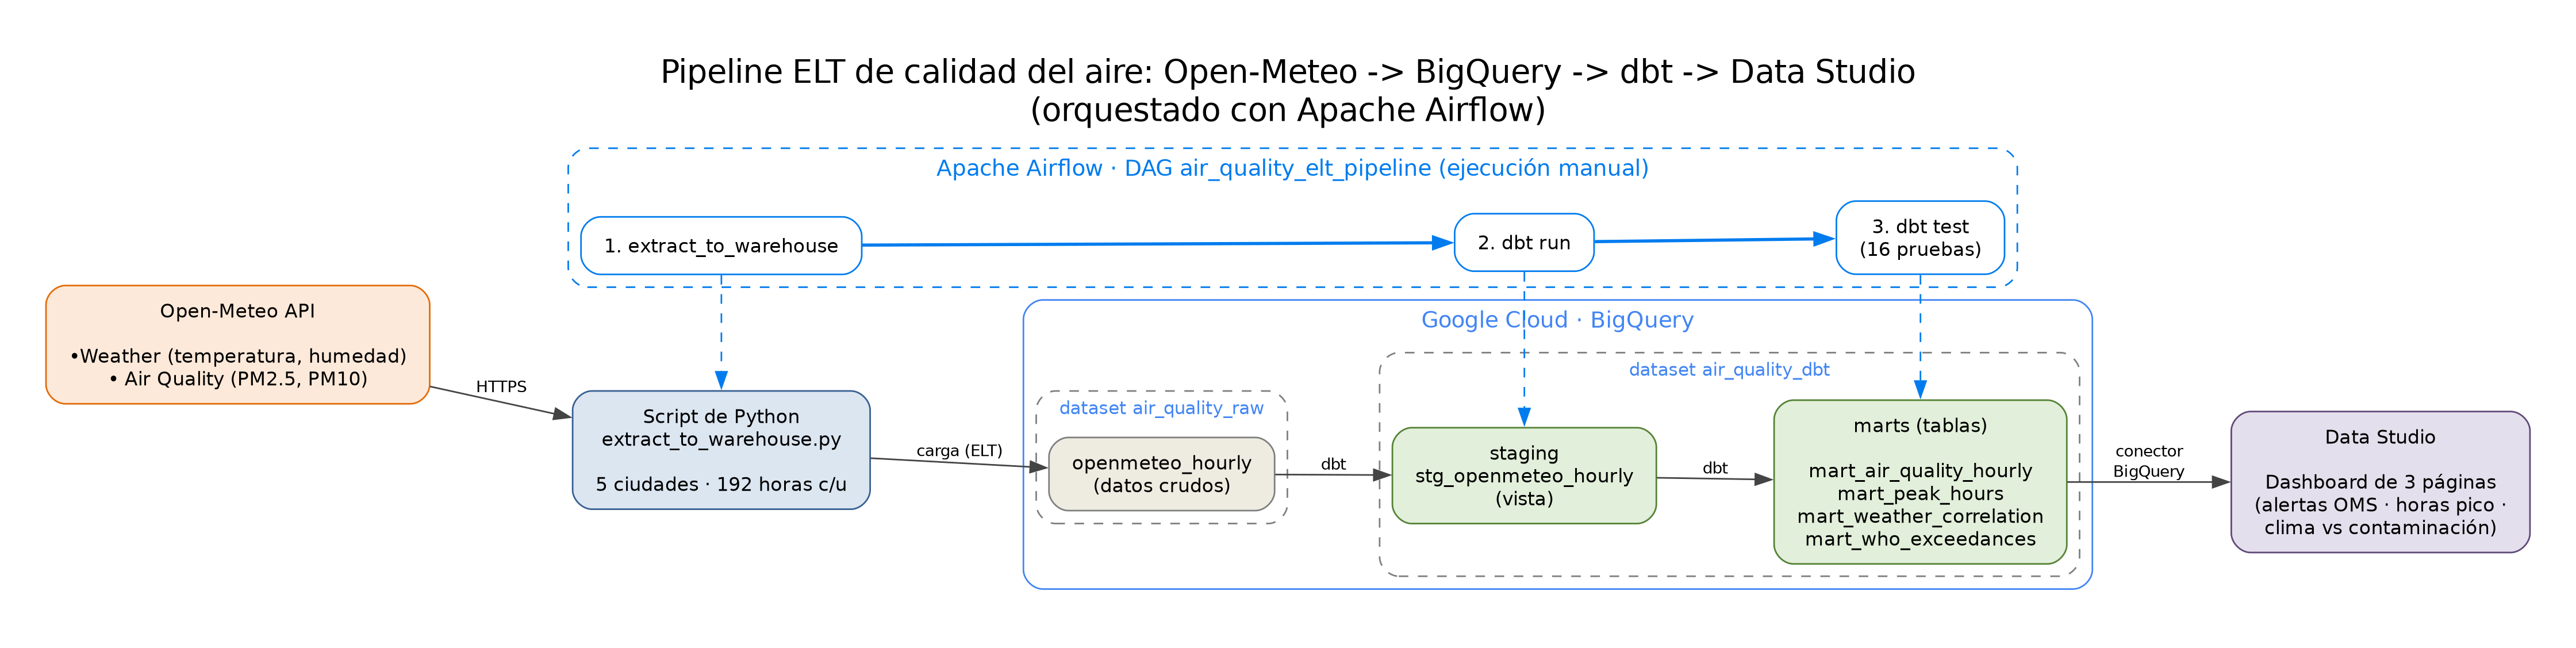 Pipeline ELT de calidad del aire: Open-Meteo -> BigQuery -> dbt -> Data Studio
(orquestado con Apache Airflow)
Apache Airflow · DAG air_quality_elt_pipeline (ejecución manual)
1. extract_to_warehouse
2. dbt run
3. dbt test
(16 pruebas)
Open-Meteo API
•Weather (temperatura, humedad)
• Air Quality (PM2.5, PM10)
HTTPS
Script de Python
extract_to_warehouse.py
5 ciudades · 192 horas c/u
carga (ELT)
Google Cloud · BigQuery
dataset air_quality_raw
openmeteo_hourly
(datos crudos)
dbt
dataset air_quality_dbt
staging
stg_openmeteo_hourly
(vista)
dbt
marts (tablas)
mart_air_quality_hourly
mart_peak_hours
mart_weather_correlation
mart_who_exceedances
conector
BigQuery
Data Studio
Dashboard de 3 páginas
(alertas OMS · horas pico ·
clima vs contaminación)